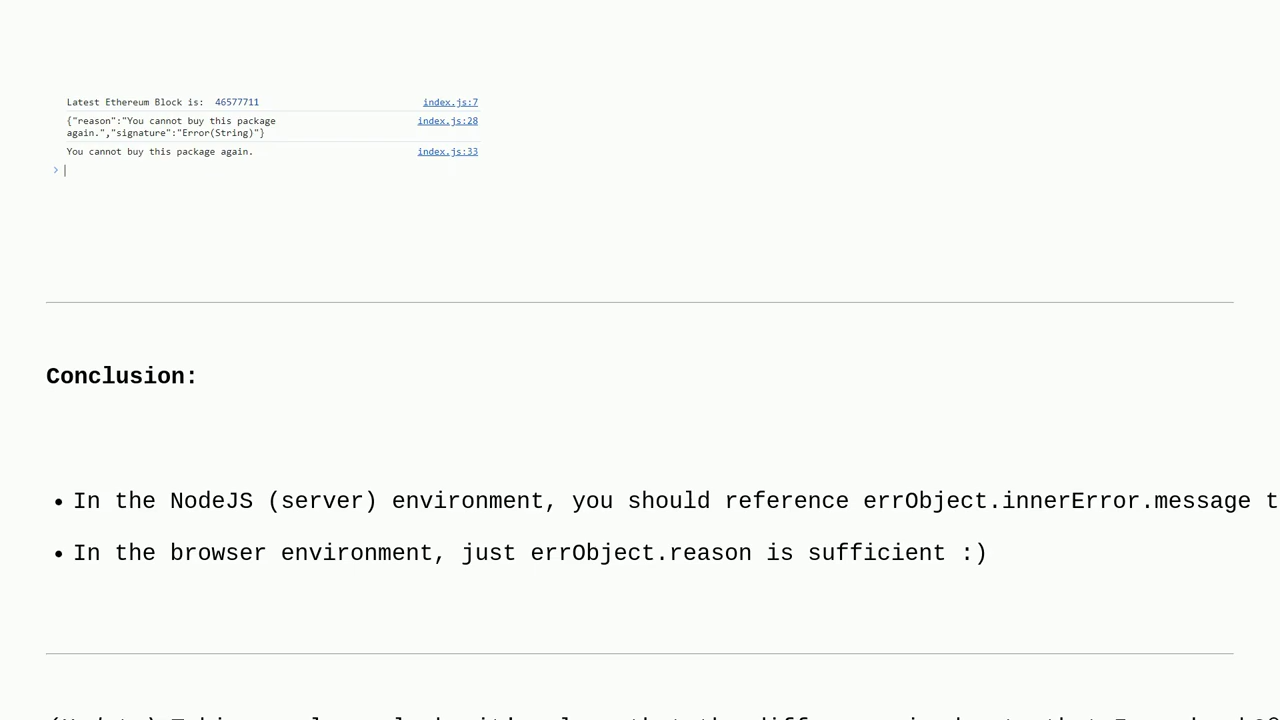 Latest Ethereum Block is: 46577711 index.js:7
{"reason":"You cannot buy this package index.js:28
again.","signature":"Error(String)"}
You cannot buy this package again. index.js:33
Conclusion:
• In the NodeJS (server) environment, you should reference errObject.innerError.message t
• In the browser environment, just errObject.reason is sufficient :)